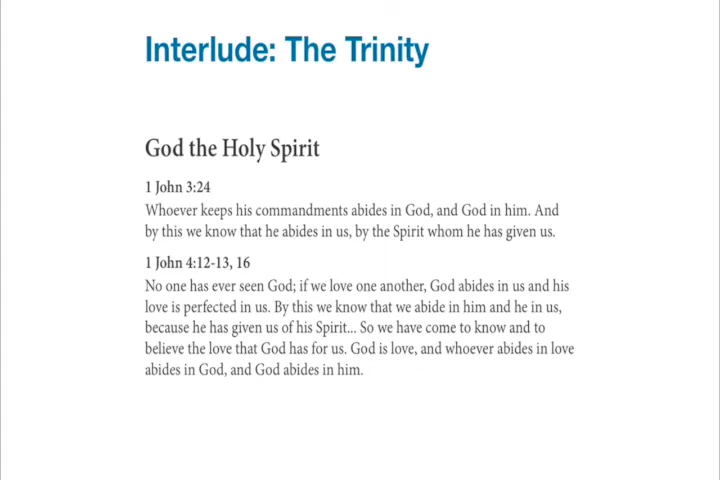 Interlude: The Trinity
God the Holy Spirit
1 John 3:24
Whoever keeps his commandments abides in God, and God in him. And
by this we know that he abides in us, by the Spirit whom he has given us.
1 John 4:12-13, 16
No one has ever seen God; if we love one another, God abides in us and his
love is perfected in us. By this we know that we abide in him and he in us,
because he has given us of his Spirit... So we have come to know and to
believe the love that God has for us. God is love, and whoever abides in love
abides in God, and God abides in him.